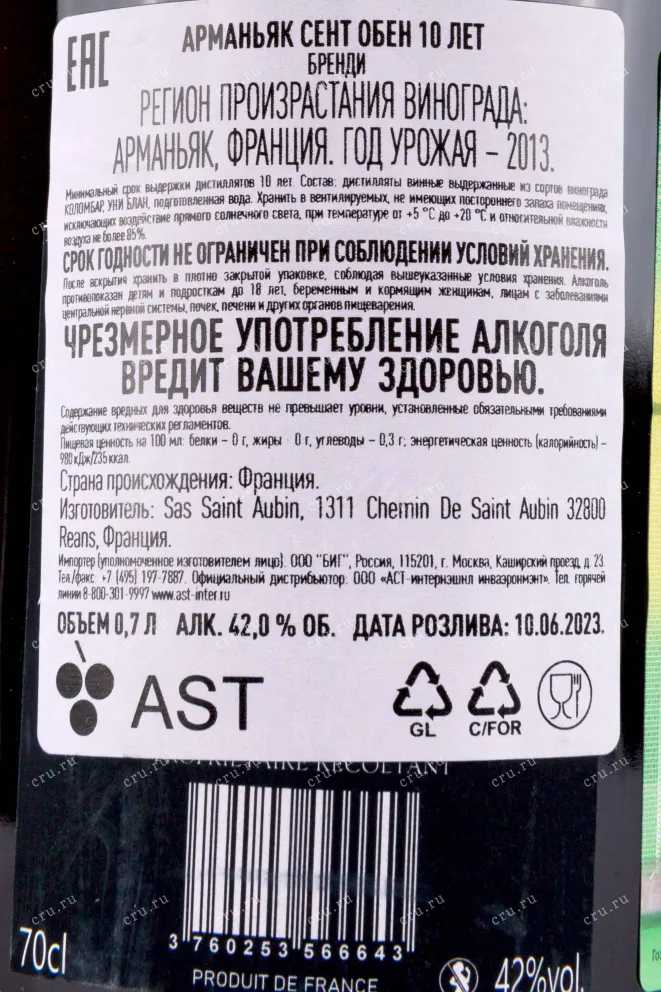 EAC
АРМАНЬЯК СЕНТ ОБЕН 10 ЛЕТ
БРЕНДИ
РЕГИОН ПРОИЗРАСТАНИЯ ВИНОГРАДА:
АРМАНЬЯК, ФРАНЦИЯ. ГОД УРОЖАЯ – 2013.
Минимальный срок выдержки дистиллятов 10 лет. Состав: дистилляты винные выдержанные из сортов винограда
КОЛОМБАР, УНИ БЛАН, подготовленная вода. Хранить в вентилируемых, не имеющих постороннего запаха помещениях,
исключающих воздействие прямого солнечного света, при температуре от +5 °C до +20 °C и относительной влажности
воздуха не более 85%.
СРОК ГОДНОСТИ НЕ ОГРАНИЧЕН ПРИ СОБЛЮДЕНИИ УСЛОВИЙ ХРАНЕНИЯ.
После вскрытия хранить в плотно закрытой упаковке, соблюдая вышеуказанные условия хранения. Алкоголь
противопоказан детям и подросткам до 18 лет, беременным и кормящим женщинам, лицам с заболеваниями
центральной нервной системы, почек, печени и других органов пищеварения.
ЧРЕЗМЕРНОЕ УПОТРЕБЛЕНИЕ АЛКОГОЛЯ
ВРЕДИТ ВАШЕМУ ЗДОРОВЬЮ.
Содержание вредных для здоровья веществ не превышает уровни, установленные обязательными требованиями
действующих технических регламентов.
Пищевая ценность на 100 мл: белки – 0 г, жиры – 0 г, углеводы – 0,3 г; энергетическая ценность (калорийность) –
980 кДж/235 ккал.
Страна происхождения: Франция.
Изготовитель: Sas Saint Aubin, 1311 Chemin De Saint Aubin 32800
Reans, Франция.
Импортер (уполномоченное изготовителем лицо): ООО "БИГ", Россия, 115201, г. Москва, Каширский проезд, д. 23.
Тел./факс: +7 (495) 197-7887. Официальный дистрибьютор: ООО «АСТ-интернэшнл инваэронмэнт». Тел. горячей
линии 8-800-301-9997 www.ast-inter.ru
ОБЪЕМ 0,7 Л АЛК. 42,0 % ОБ. ДАТА РОЗЛИВА: 10.06.2023.
AST
GL C/FOR
PROPRIÉTAIRE RÉCOLTANT
3 760253 566643
70cl
PRODUIT DE FRANCE
42%vol.